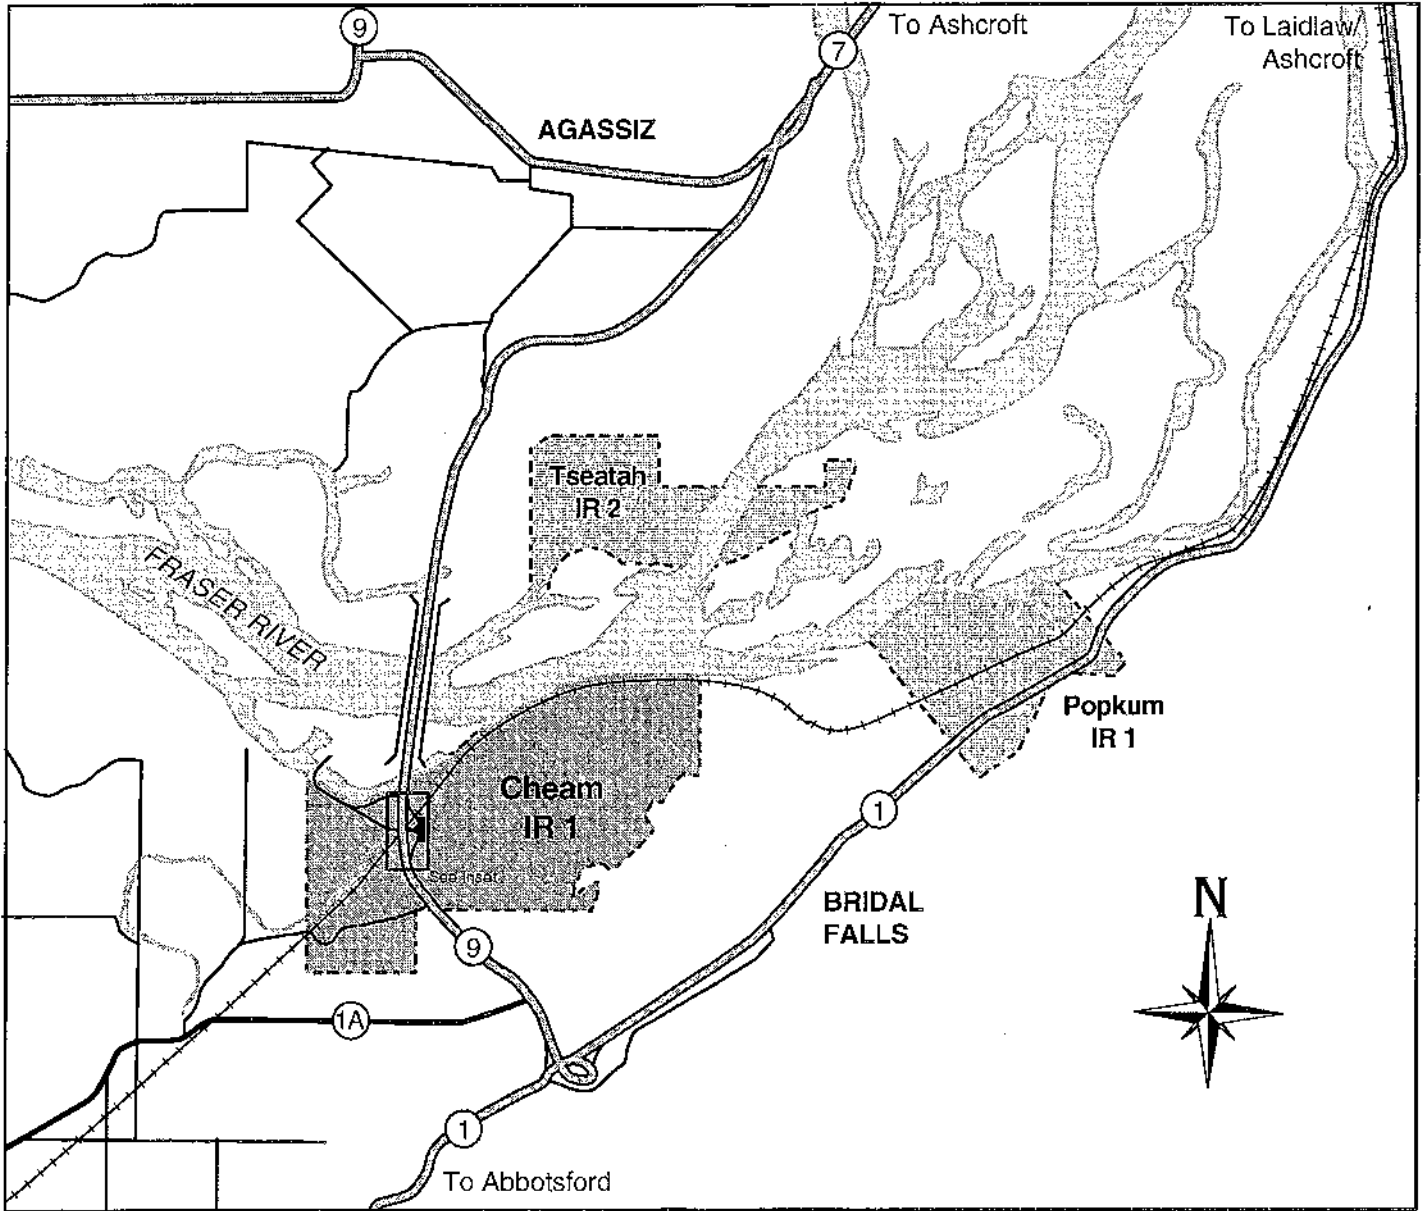 9
7
To Ashcroft
To Laidlaw/
Ashcroft
AGASSIZ
Tseatah
IR 2
FRASER RIVER
Popkum
IR 1
Cheam
IR 1
1
See Inset
BRIDAL
FALLS
N
9
1A
1
To Abbotsford